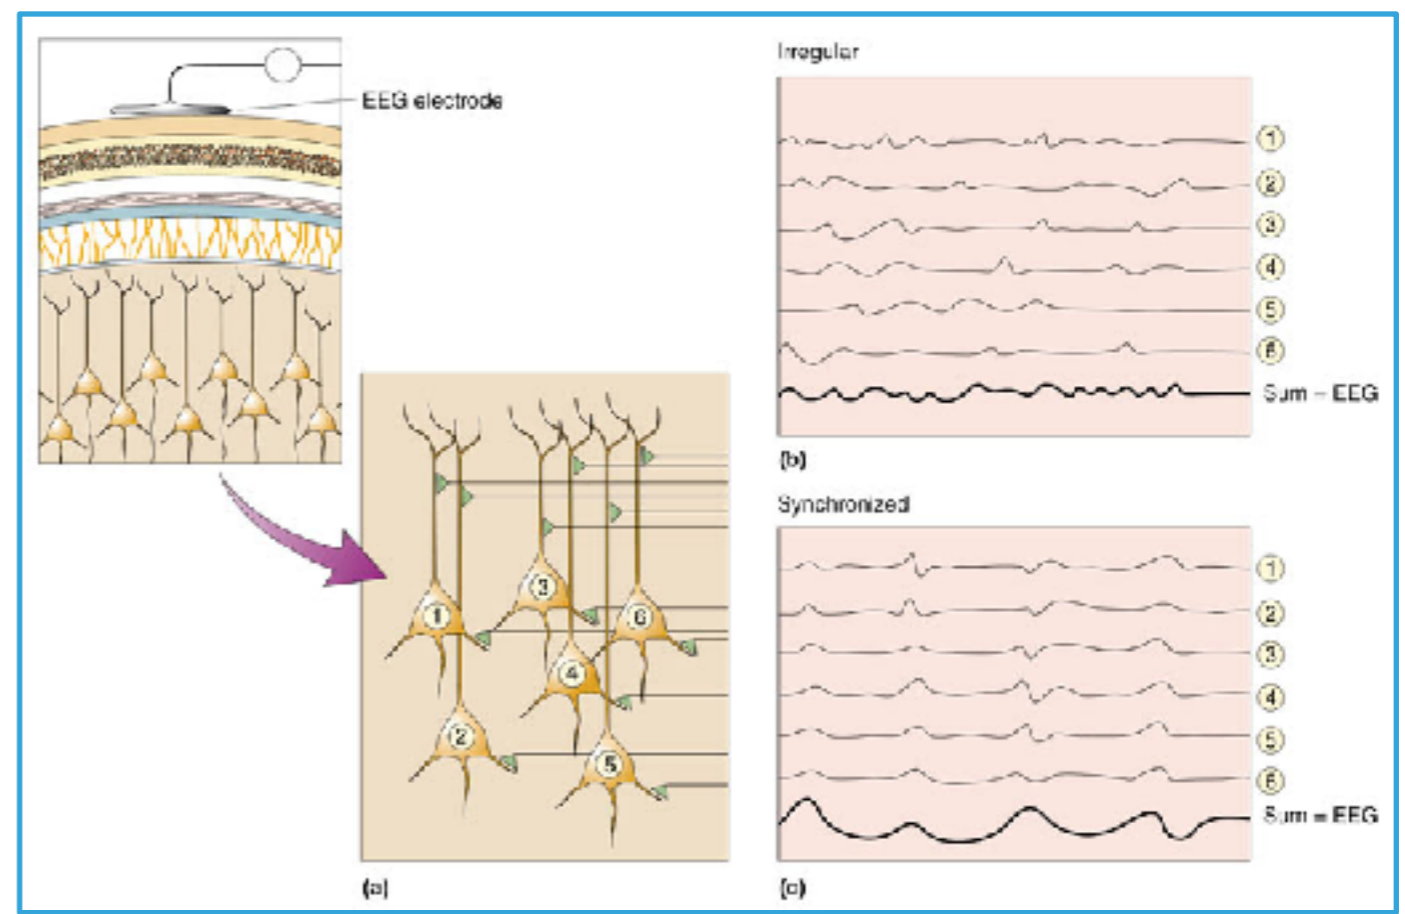 EEG electrode
1
2
3
4
5
6
(a)
Irregular
1
2
3
4
5
6
Sum = EEG
(b)
Synchronized
1
2
3
4
5
6
Sum = EEG
(c)